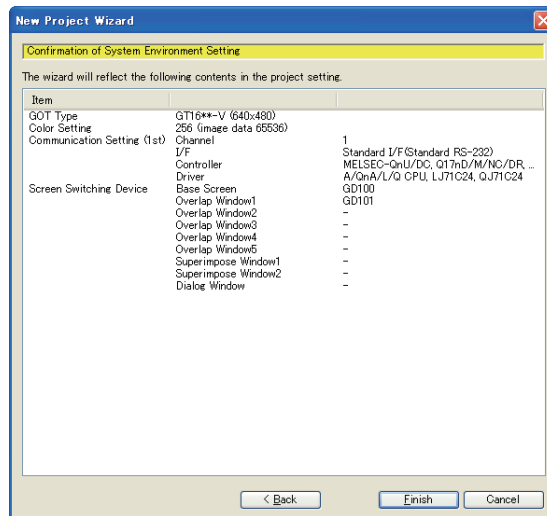 New Project Wizard
Confirmation of System Environment Setting
The wizard will reflect the following contents in the project setting.
Item
GOT Type GT16**-V (640x480)
Color Setting 256 (image data 65536)
Communication Setting (1st) Channel 1
I/F Standard I/F(Standard RS-232)
Controller MELSEC-QnU/DC, Q17nD/M/NC/DR, ...
Driver A/QnA/L/Q CPU, LJ71C24, QJ71C24
Screen Switching Device Base Screen GD100
Overlap Window1 GD101
Overlap Window2 -
Overlap Window3 -
Overlap Window4 -
Overlap Window5 -
Superimpose Window1 -
Superimpose Window2 -
Dialog Window -
< Back Finish Cancel